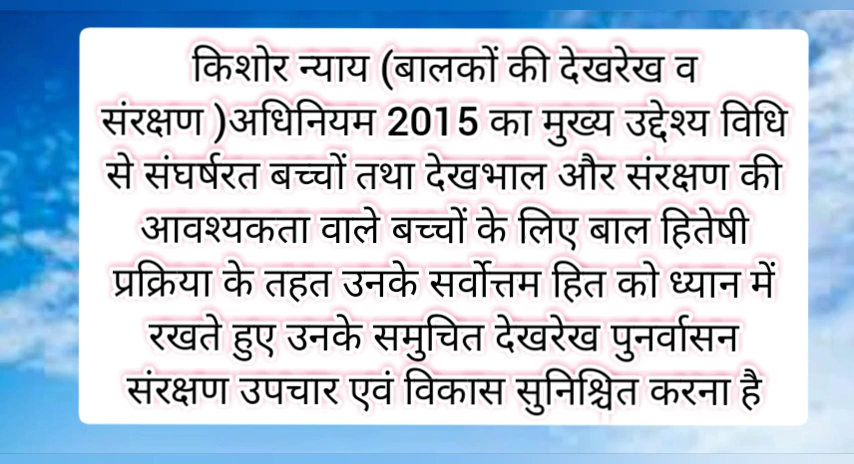 किशोर न्याय (बालकों की देखरेख व
संरक्षण )अधिनियम 2015 का मुख्य उद्देश्य विधि
से संघर्षरत बच्चों तथा देखभाल और संरक्षण की
आवश्यकता वाले बच्चों के लिए बाल हितेषी
प्रक्रिया के तहत उनके सर्वोत्तम हित को ध्यान में
रखते हुए उनके समुचित देखरेख पुनर्वासन
संरक्षण उपचार एवं विकास सुनिश्चित करना है